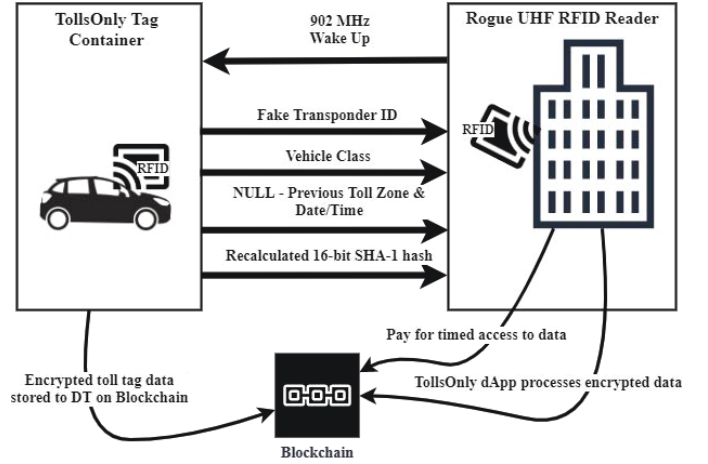 TollsOnly Tag
Container
902 MHz
Wake Up
Rogue UHF RFID Reader
Fake Transponder ID
RFID
RFID
Vehicle Class
NULL - Previous Toll Zone &
Date/Time
Recalculated 16-bit SHA-1 hash
Pay for timed access to data
Encrypted toll tag data
stored to DT on Blockchain
TollsOnly dApp processes encrypted data
Blockchain